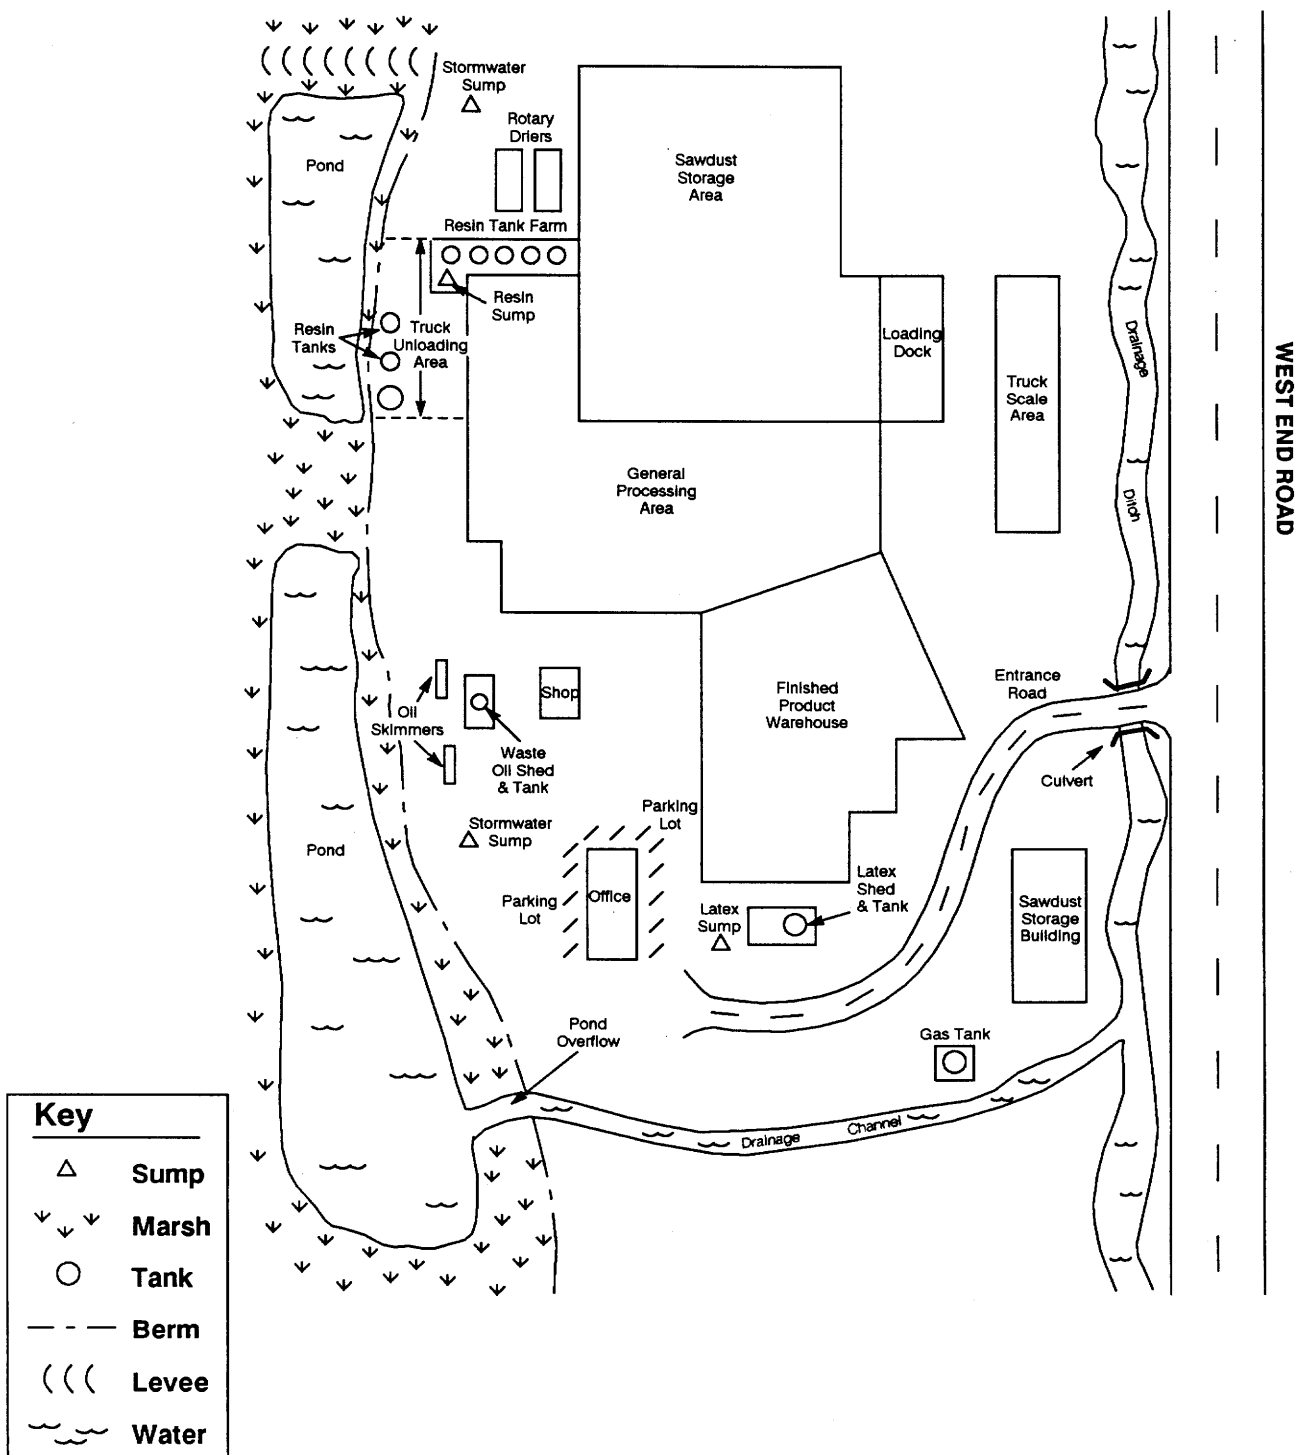 Stormwater
Sump
Rotary
Driers
Pond
Sawdust
Storage
Area
Resin Tank Farm
Resin
Sump
Resin
Tanks
Truck
Unloading
Area
Loading
Dock
Truck
Scale
Area
Drainage
Ditch
WEST END ROAD
General
Processing
Area
Entrance
Road
Finished
Product
Warehouse
Shop
Oil
Skimmers
Waste
Oil Shed
& Tank
Culvert
Stormwater
Sump
Parking
Lot
Pond
Parking
Lot
Office
Latex
Sump
Latex
Shed
& Tank
Sawdust
Storage
Building
Pond
Overflow
Gas Tank
Drainage
Channel
Key
Sump
Marsh
Tank
Berm
Levee
Water